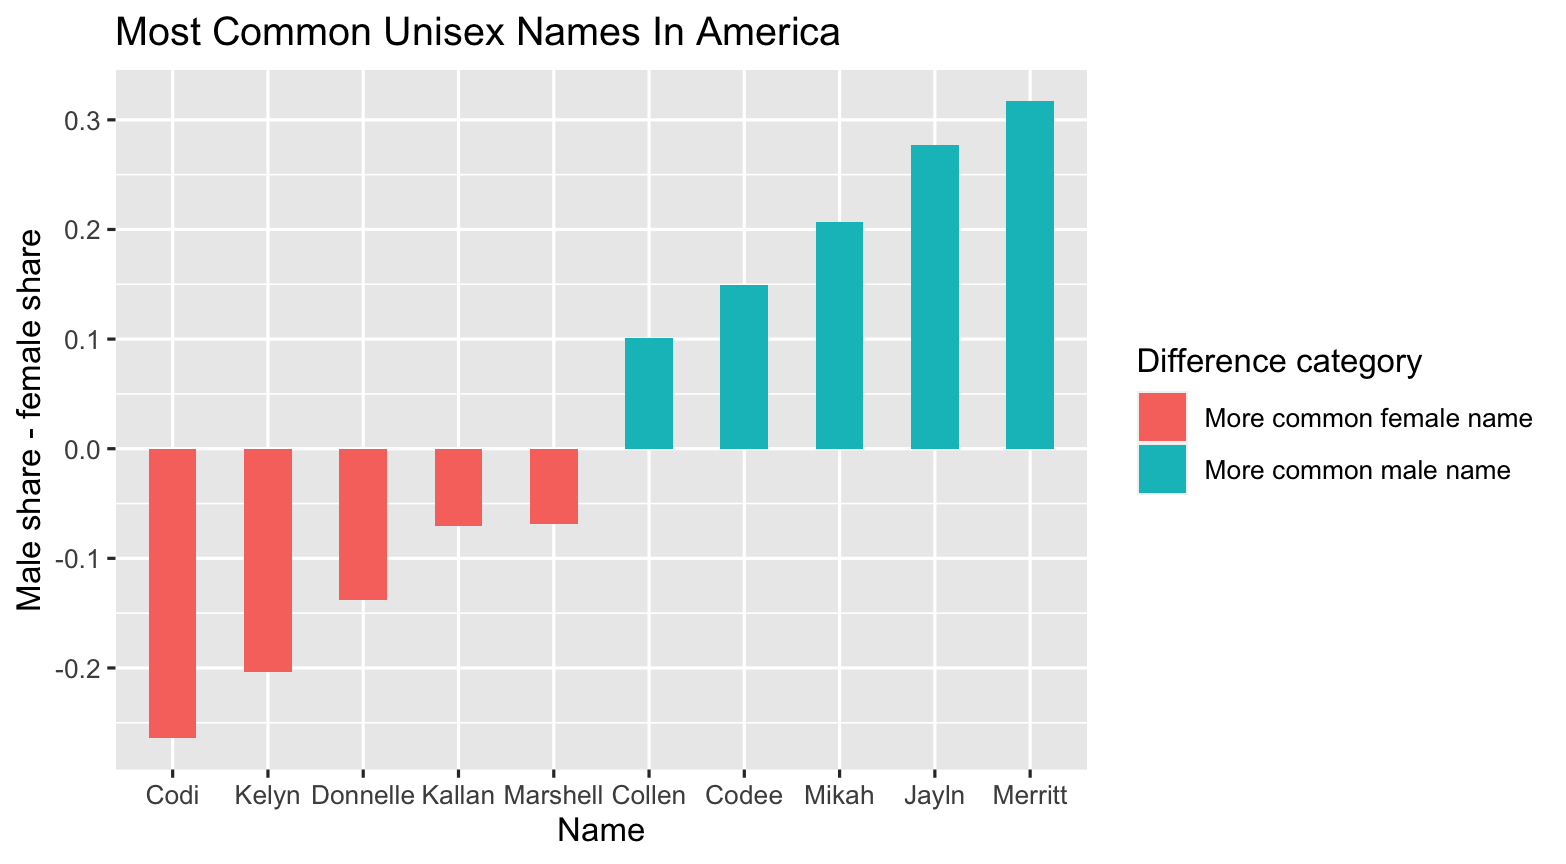 Most Common Unisex Names In America
Male share - female share
0.3
0.2
0.1
0.0
-0.1
-0.2
Codi Kelyn Donnelle Kallan Marshell Collen Codee Mikah Jayln Merritt
Name
Difference category
More common female name
More common male name